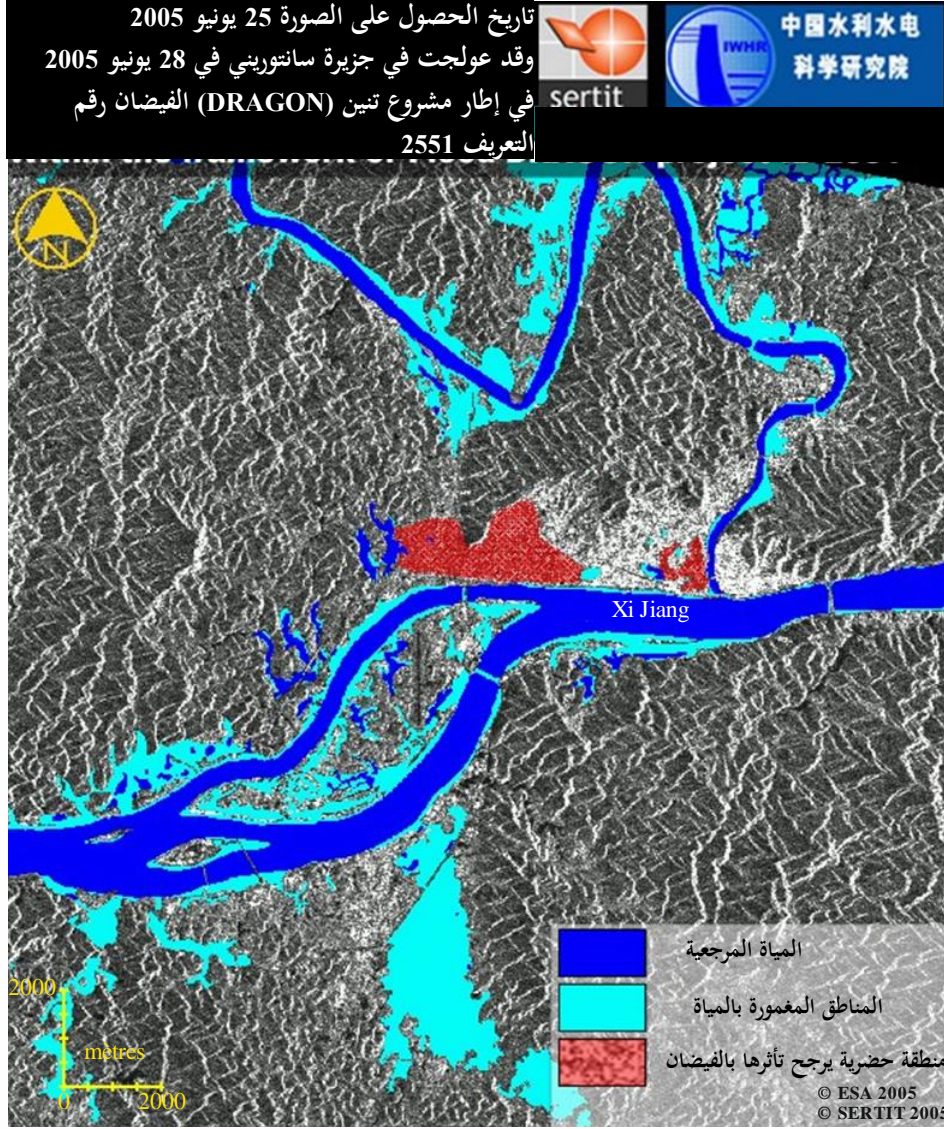 تاريخ الحصول على الصورة 25 يونيو 2005
وقد عولجت في جزيرة سانتوريني في 28 يونيو 2005
في إطار مشروع تنين (DRAGON) الفيضان رقم
التعريف 2551
sertit
IWHR
中国水利水电
科学研究院
N
Xi Jiang
المياة المرجعية
المناطق المغمورة بالمياة
منطقة حضرية يرجح تأثرها بالفيضان
2000
mètres
0 2000
© ESA 2005
© SERTIT 2005